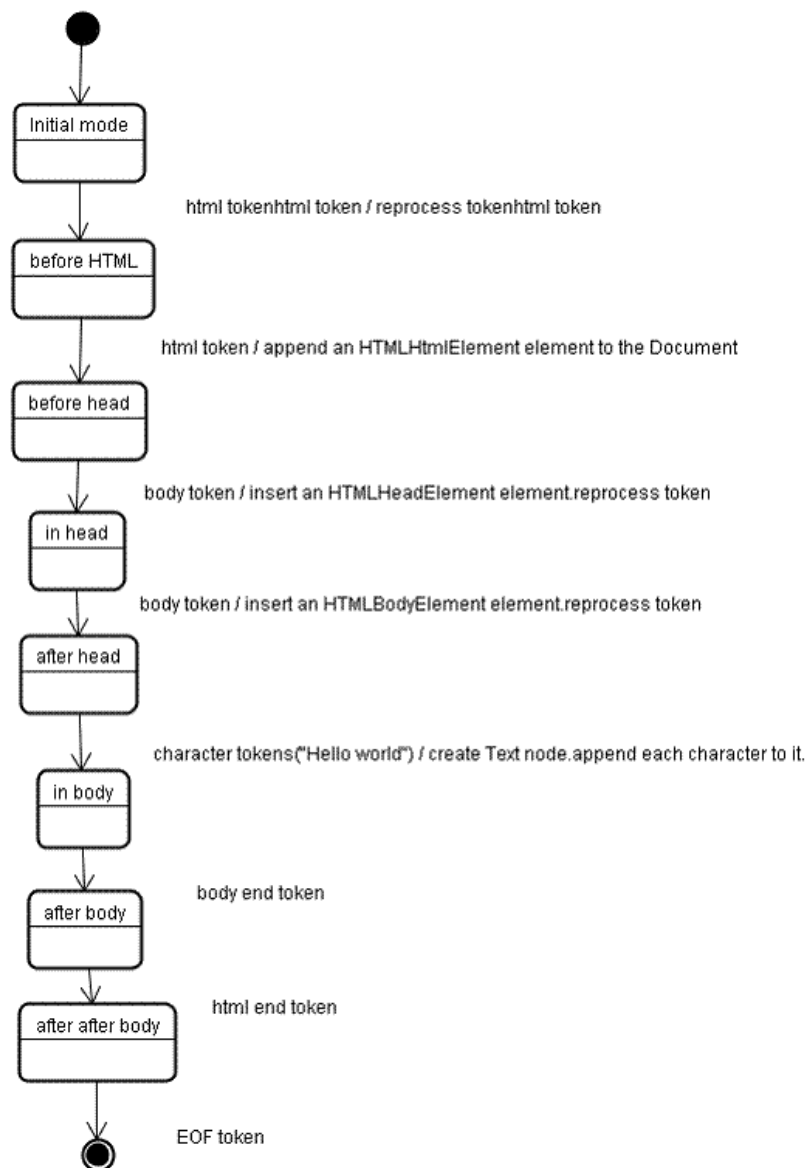 Initial mode
html tokenhtml token / reprocess tokenhtml token
before HTML
html token / append an HTMLHtmlElement element to the Document
before head
body token / insert an HTMLHeadElement element.reprocess token
in head
body token / insert an HTMLBodyElement element.reprocess token
after head
character tokens("Hello world") / create Text node.append each character to it.
in body
body end token
after body
html end token
after after body
EOF token